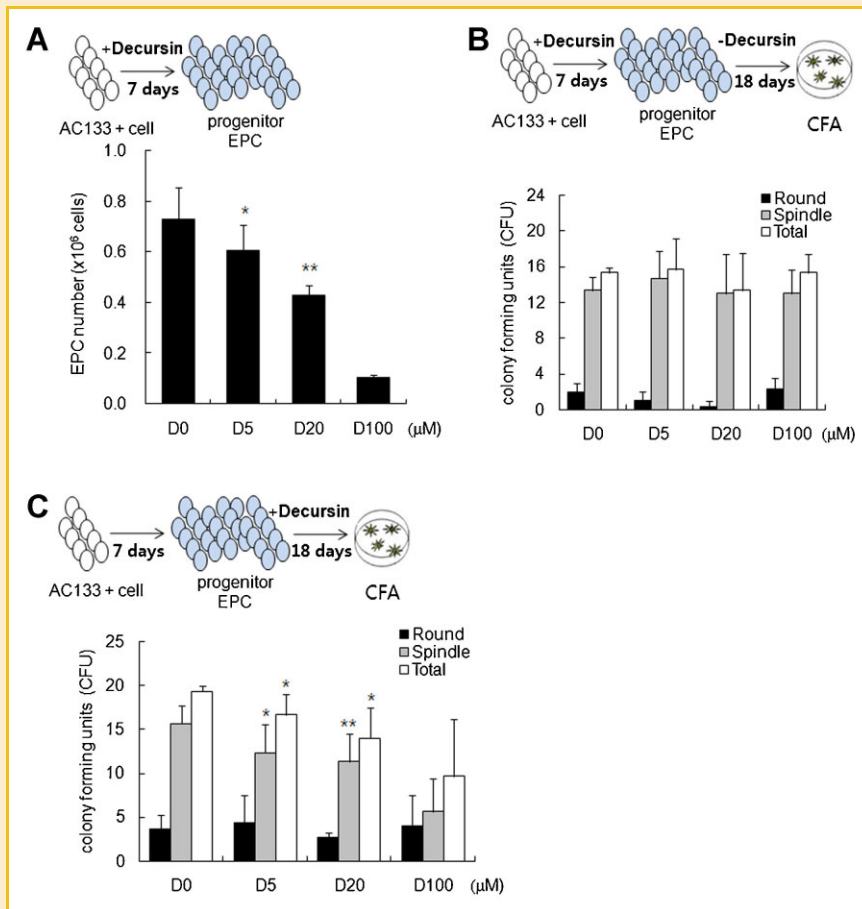 A
+Decursin
7 days
AC133 + cell
progenitor
EPC
EPC number (x10⁶ cells)
1.0
0.8
0.6
0.4
0.2
0.0
*
**
D0 D5 D20 D100 (μM)
B
+Decursin
7 days
-Decursin
18 days
AC133 + cell
progenitor
EPC
CFA
colony forming units (CFU)
24
20
16
12
8
4
0
Round
Spindle
Total
D0 D5 D20 D100 (μM)
C
7 days
+Decursin
18 days
AC133 + cell
progenitor
EPC
CFA
colony forming units (CFU)
25
20
15
10
5
0
Round
Spindle
Total
* *
** *
D0 D5 D20 D100 (μM)